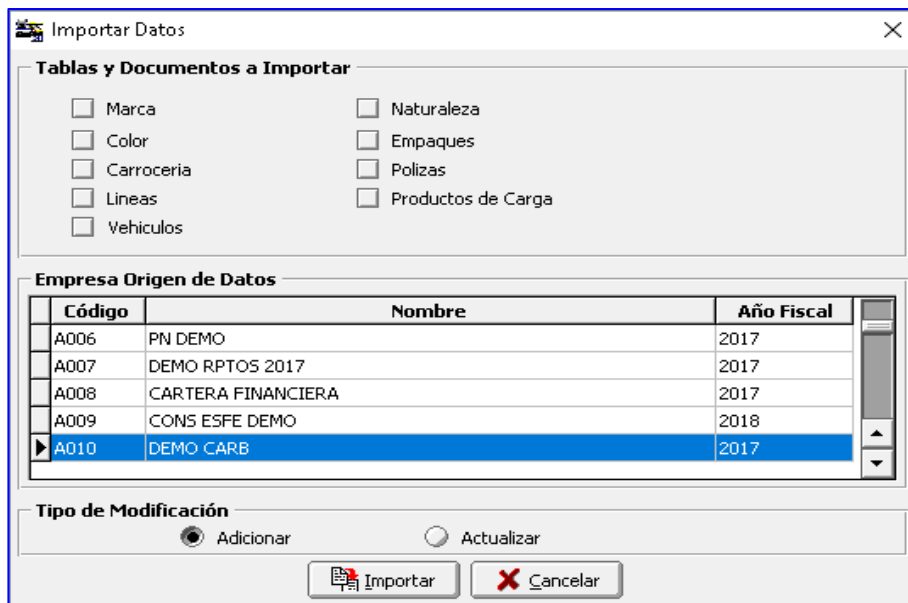 Importar Datos
Tablas y Documentos a Importar
Marca Naturaleza
Color Empaques
Carroceria Polizas
Lineas Productos de Carga
Vehiculos
Empresa Origen de Datos
Código Nombre Año Fiscal
A006 PN DEMO 2017
A007 DEMO RPTOS 2017 2017
A008 CARTERA FINANCIERA 2017
A009 CONS ESFE DEMO 2018
A010 DEMO CARB 2017
Tipo de Modificación
Adicionar Actualizar
Importar Cancelar